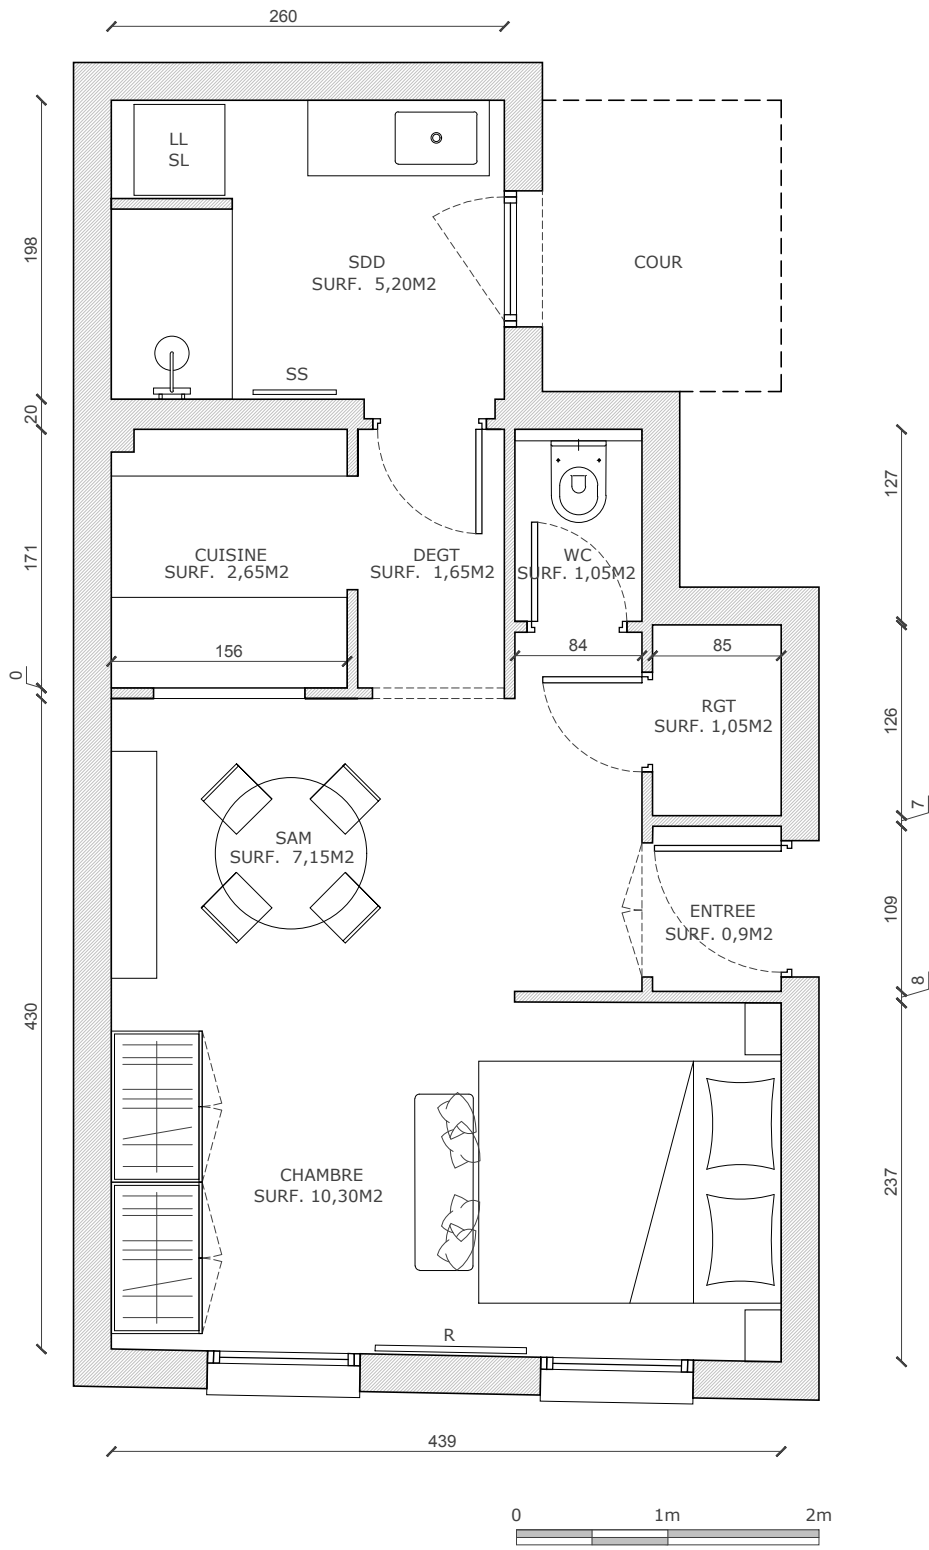 260
LL
SL
198
SDD
SURF. 5,20M2
COUR
SS
20
127
171
CUISINE
SURF. 2,65M2
DEGT
SURF. 1,65M2
WC
SURF. 1,05M2
156
84
85
0
RGT
SURF. 1,05M2
126
7
SAM
SURF. 7,15M2
ENTREE
SURF. 0,9M2
109
8
430
CHAMBRE
SURF. 10,30M2
237
R
439
0 1m 2m